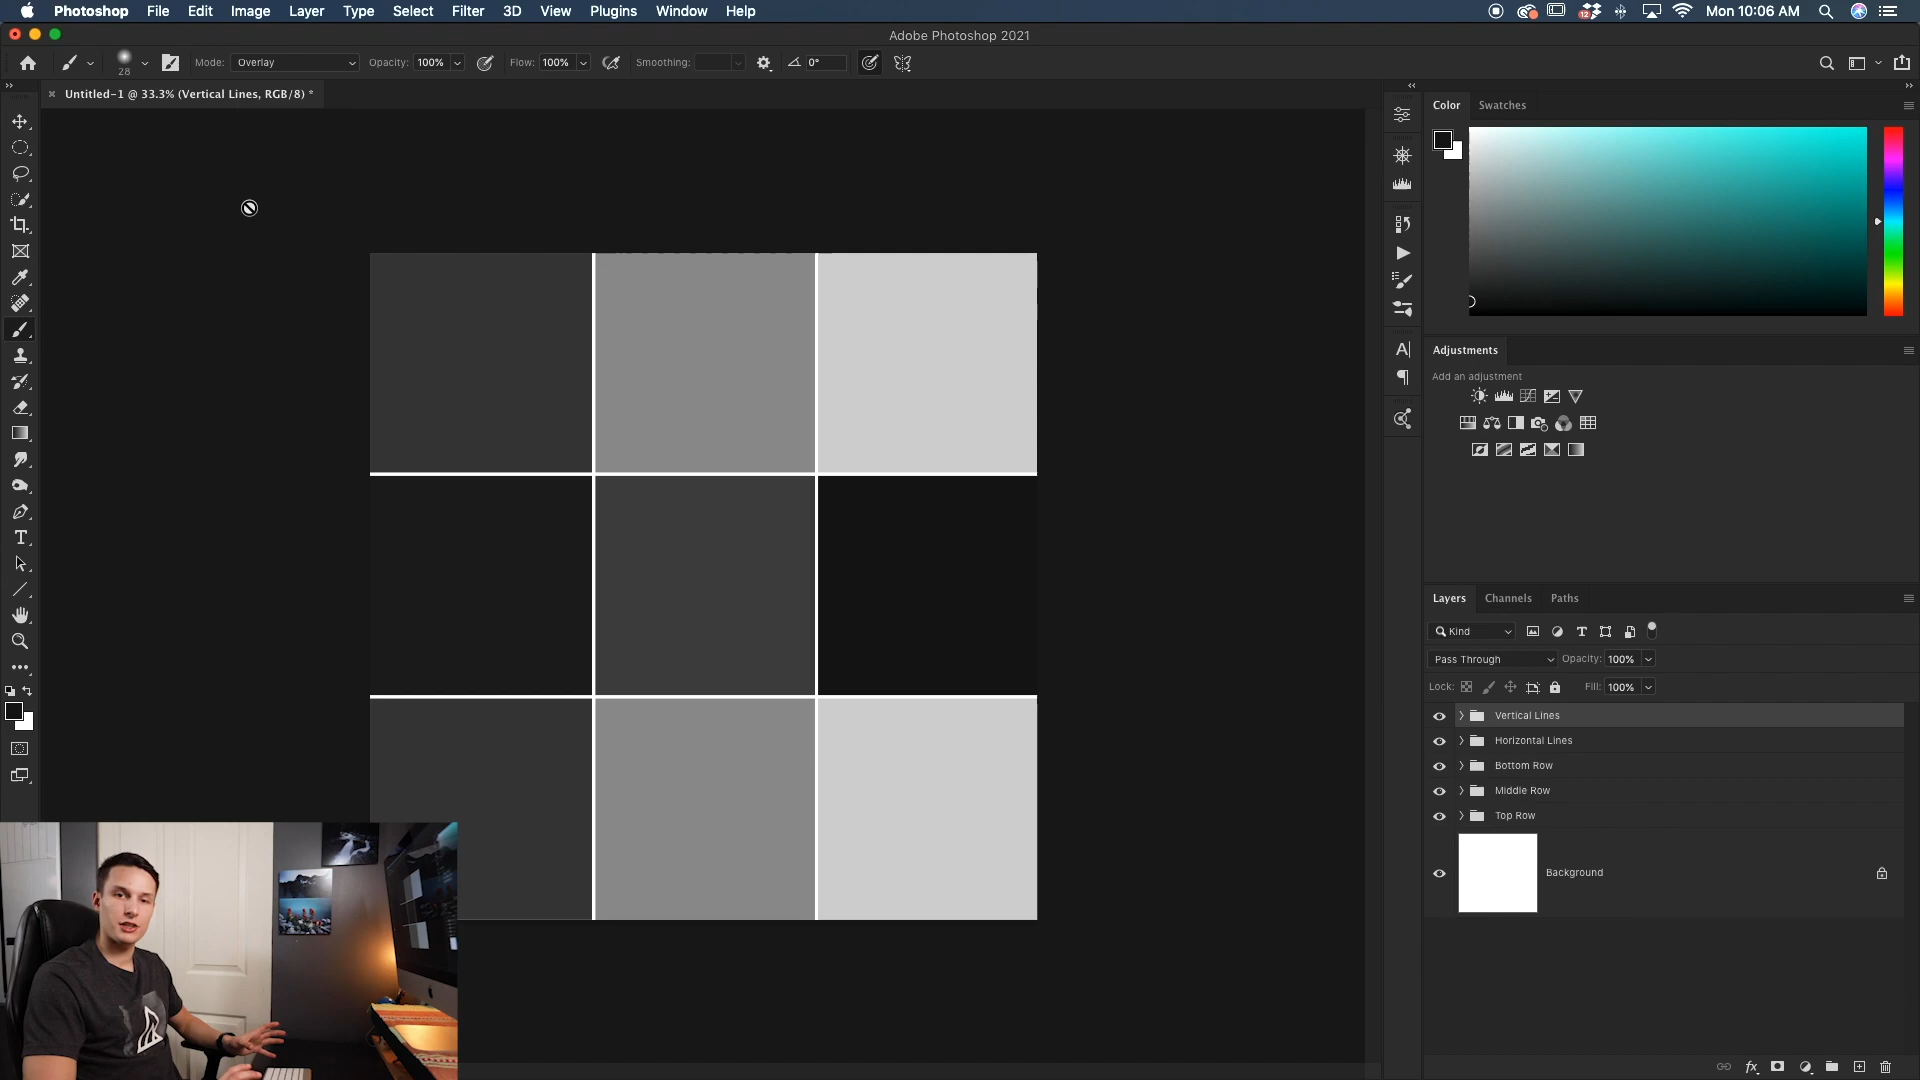 Photoshop File Edit Image Layer Type Select Filter 3D View Plugins Window Help
12
Mon 10:06 AM
Adobe Photoshop 2021
28
Mode: Overlay
Opacity: 100%
Flow: 100%
Smoothing:
0°
Untitled-1 @ 33.3% (Vertical Lines, RGB/8) *
Color Swatches
Adjustments
Add an adjustment
Layers Channels Paths
Kind
Pass Through
Opacity: 100%
Lock:
Fill: 100%
Vertical Lines
Horizontal Lines
Bottom Row
Middle Row
Top Row
Background
fx